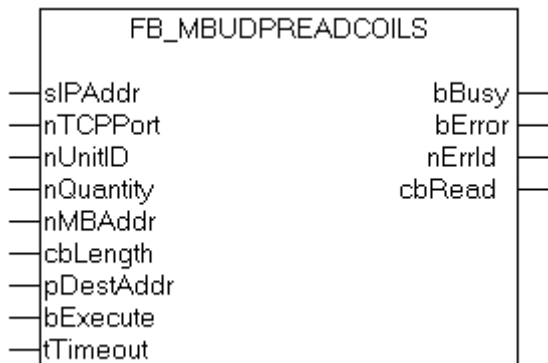 FB_MBUDPREADCOILS
sIPAddr bBusy
nTCPPort bError
nUnitID nErrId
nQuantity cbRead
nMBAddr
cbLength
pDestAddr
bExecute
tTimeout